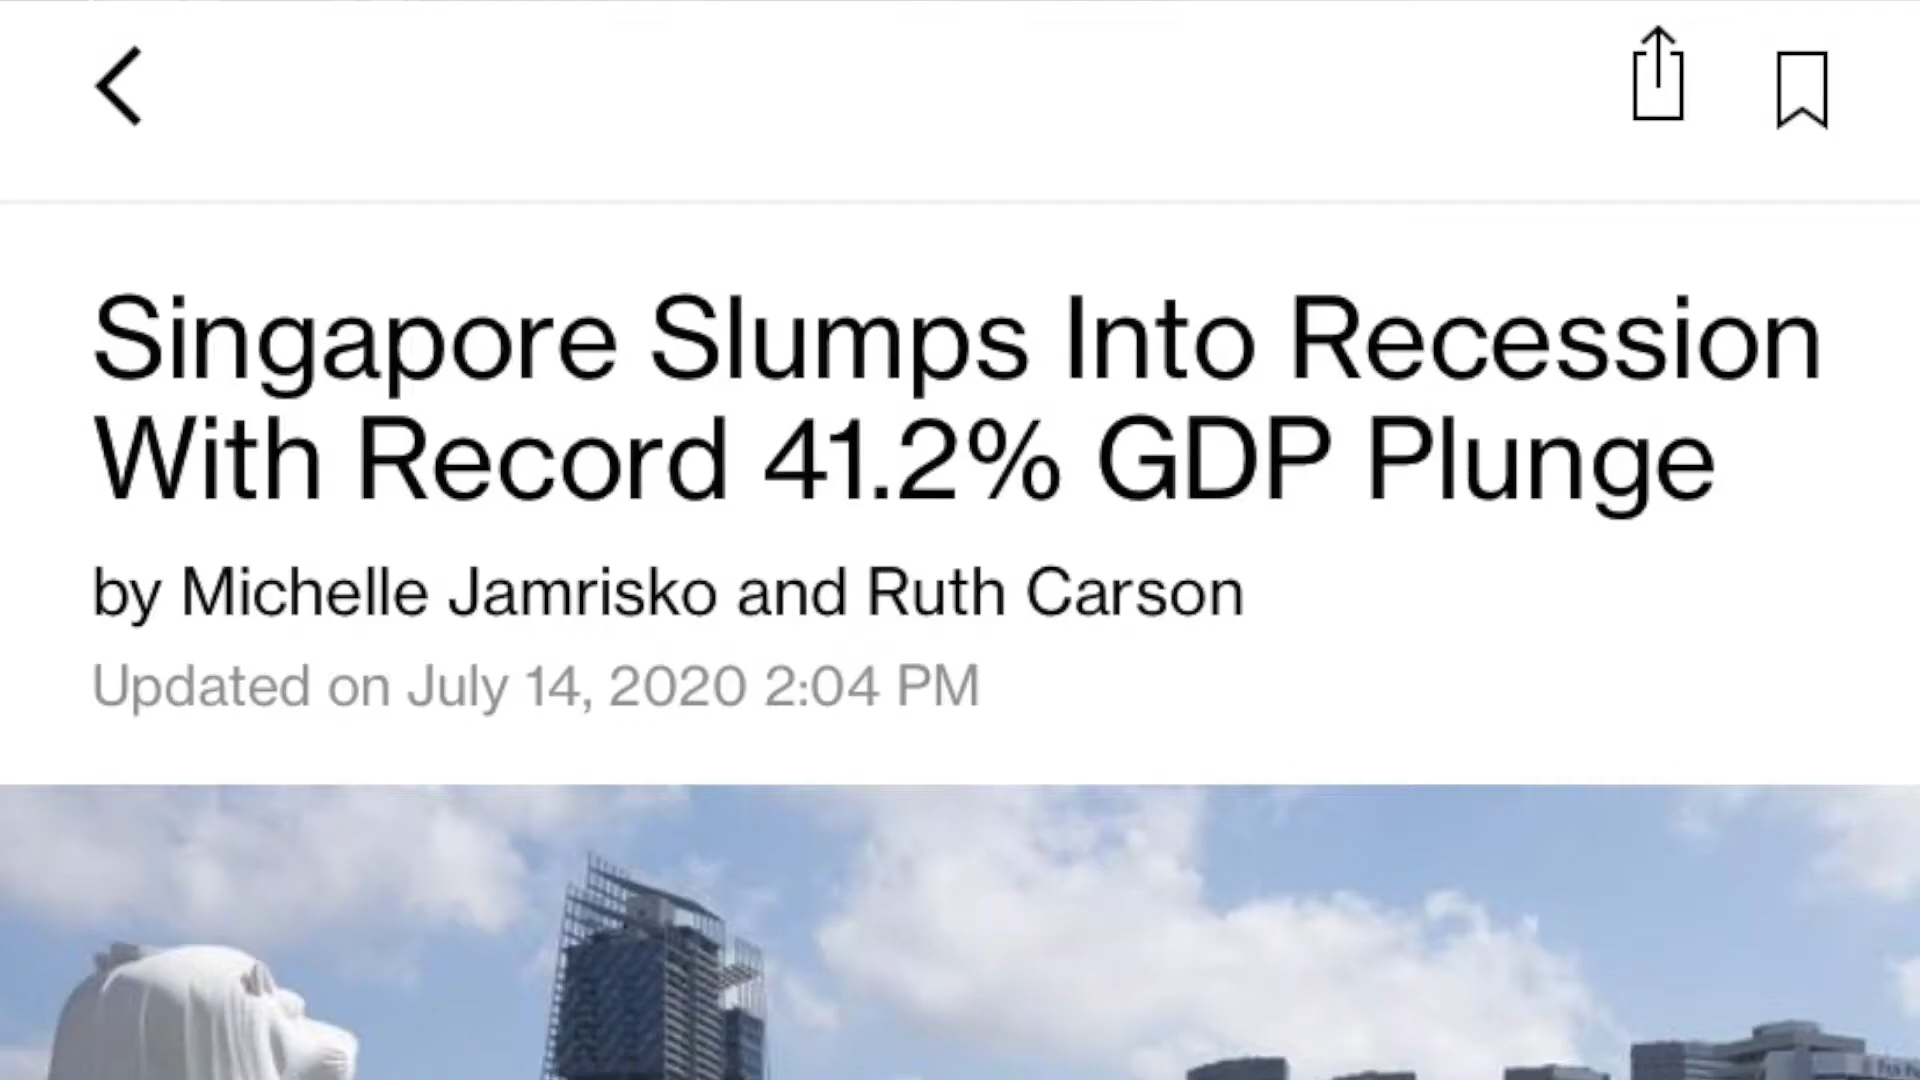 Singapore Slumps Into Recession
With Record 41.2% GDP Plunge
by Michelle Jamrisko and Ruth Carson
Updated on July 14, 2020 2:04 PM